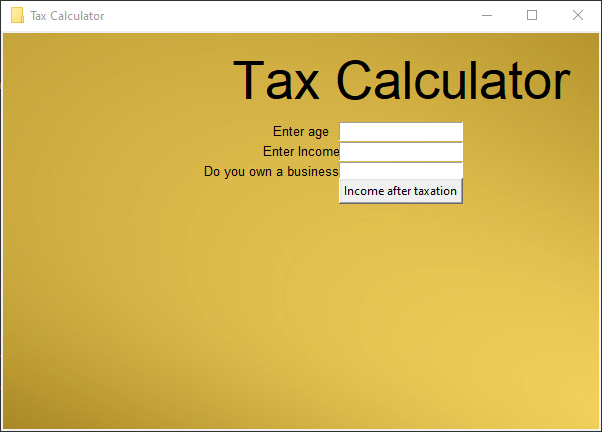 Tax Calculator
Tax Calculator
Enter age
Enter Income
Do you own a business
Income after taxation